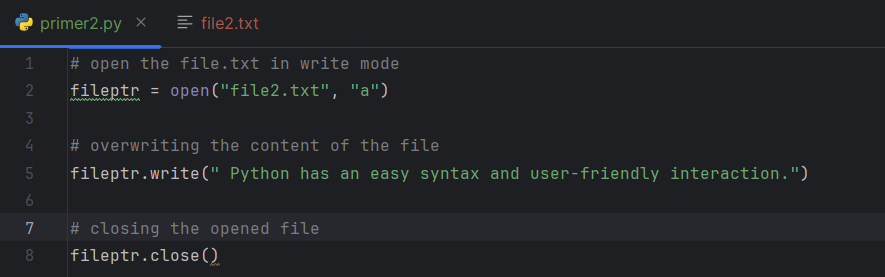 primer2.py × file2.txt
1 # open the file.txt in write mode
2 fileptr = open("file2.txt", "a")
3
4 # overwriting the content of the file
5 fileptr.write(" Python has an easy syntax and user-friendly interaction.")
6
7 # closing the opened file
8 fileptr.close()